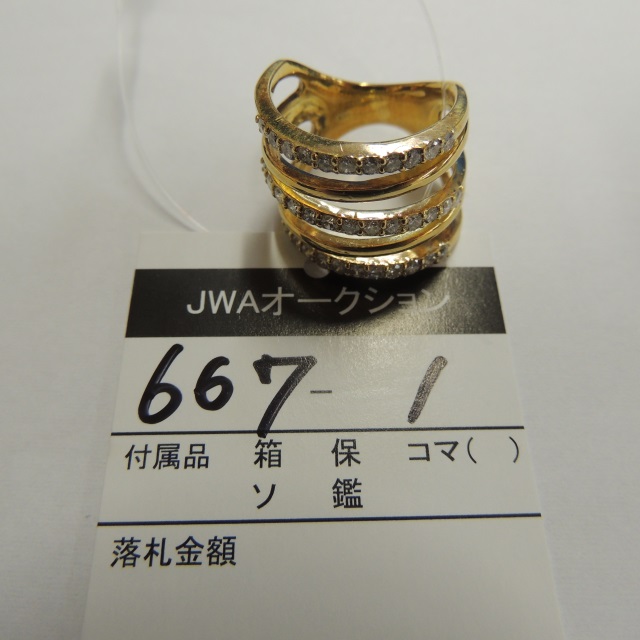 JWAオークション
667-1
付属品 箱 保 コマ( )
ソ 鑑
落札金額